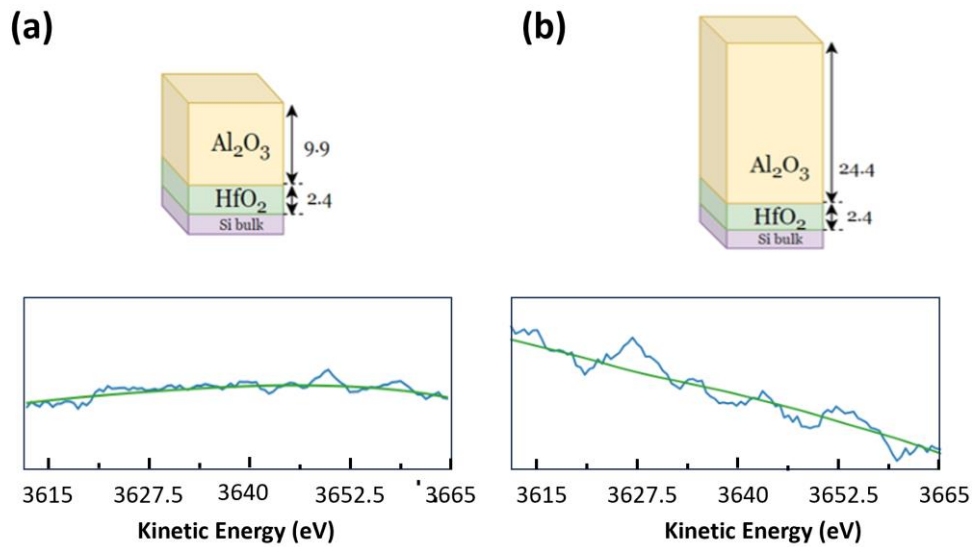 (a)
(b)
Al₂O₃
9.9
HfO₂
2.4
Si bulk
Al₂O₃
24.4
HfO₂
2.4
Si bulk
3615 3627.5 3640 3652.5 3665
Kinetic Energy (eV)
3615 3627.5 3640 3652.5 3665
Kinetic Energy (eV)